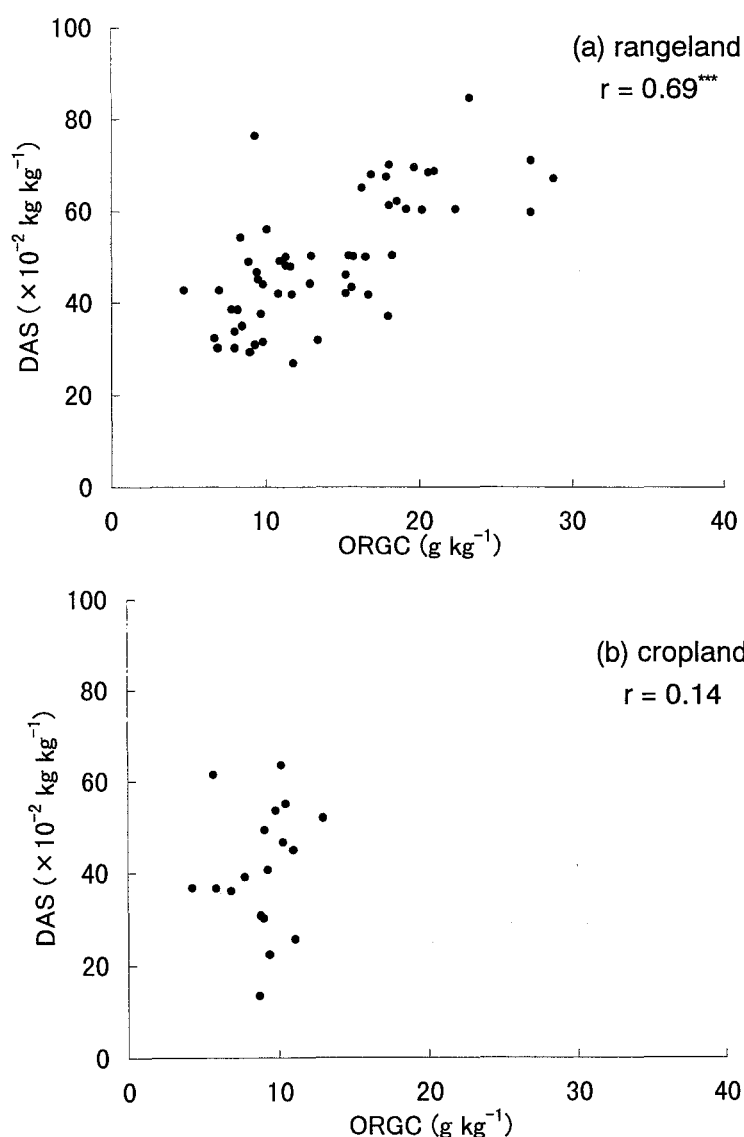 100
80
60
40
20
0
DAS (×10⁻² kg kg⁻¹)
(a) rangeland
r = 0.69***
0 10 20 30 40
ORGC (g kg⁻¹)
100
80
60
40
20
0
DAS (×10⁻² kg kg⁻¹)
(b) cropland
r = 0.14
0 10 20 30 40
ORGC (g kg⁻¹)